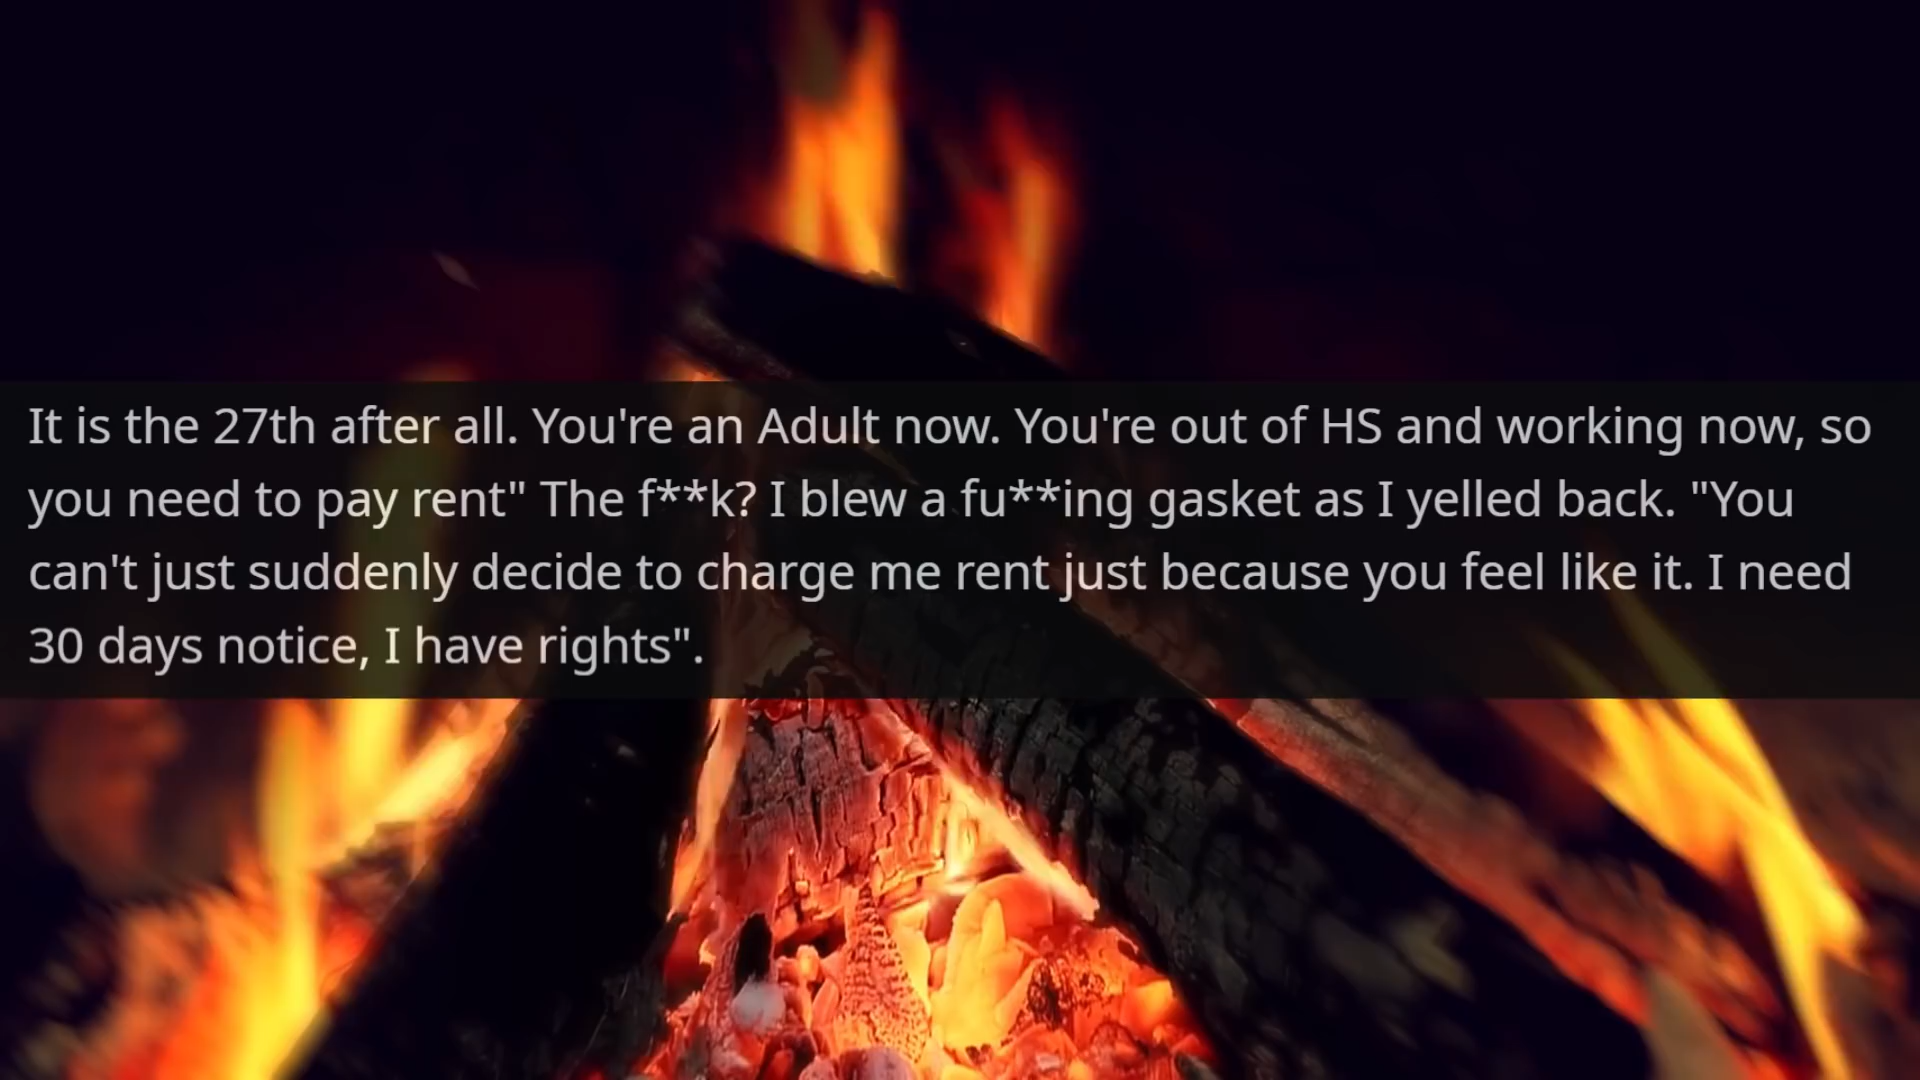 It is the 27th after all. You're an Adult now. You're out of HS and working now, so
you need to pay rent" The f**k? I blew a fu**ing gasket as I yelled back. "You
can't just suddenly decide to charge me rent just because you feel like it. I need
30 days notice, I have rights".